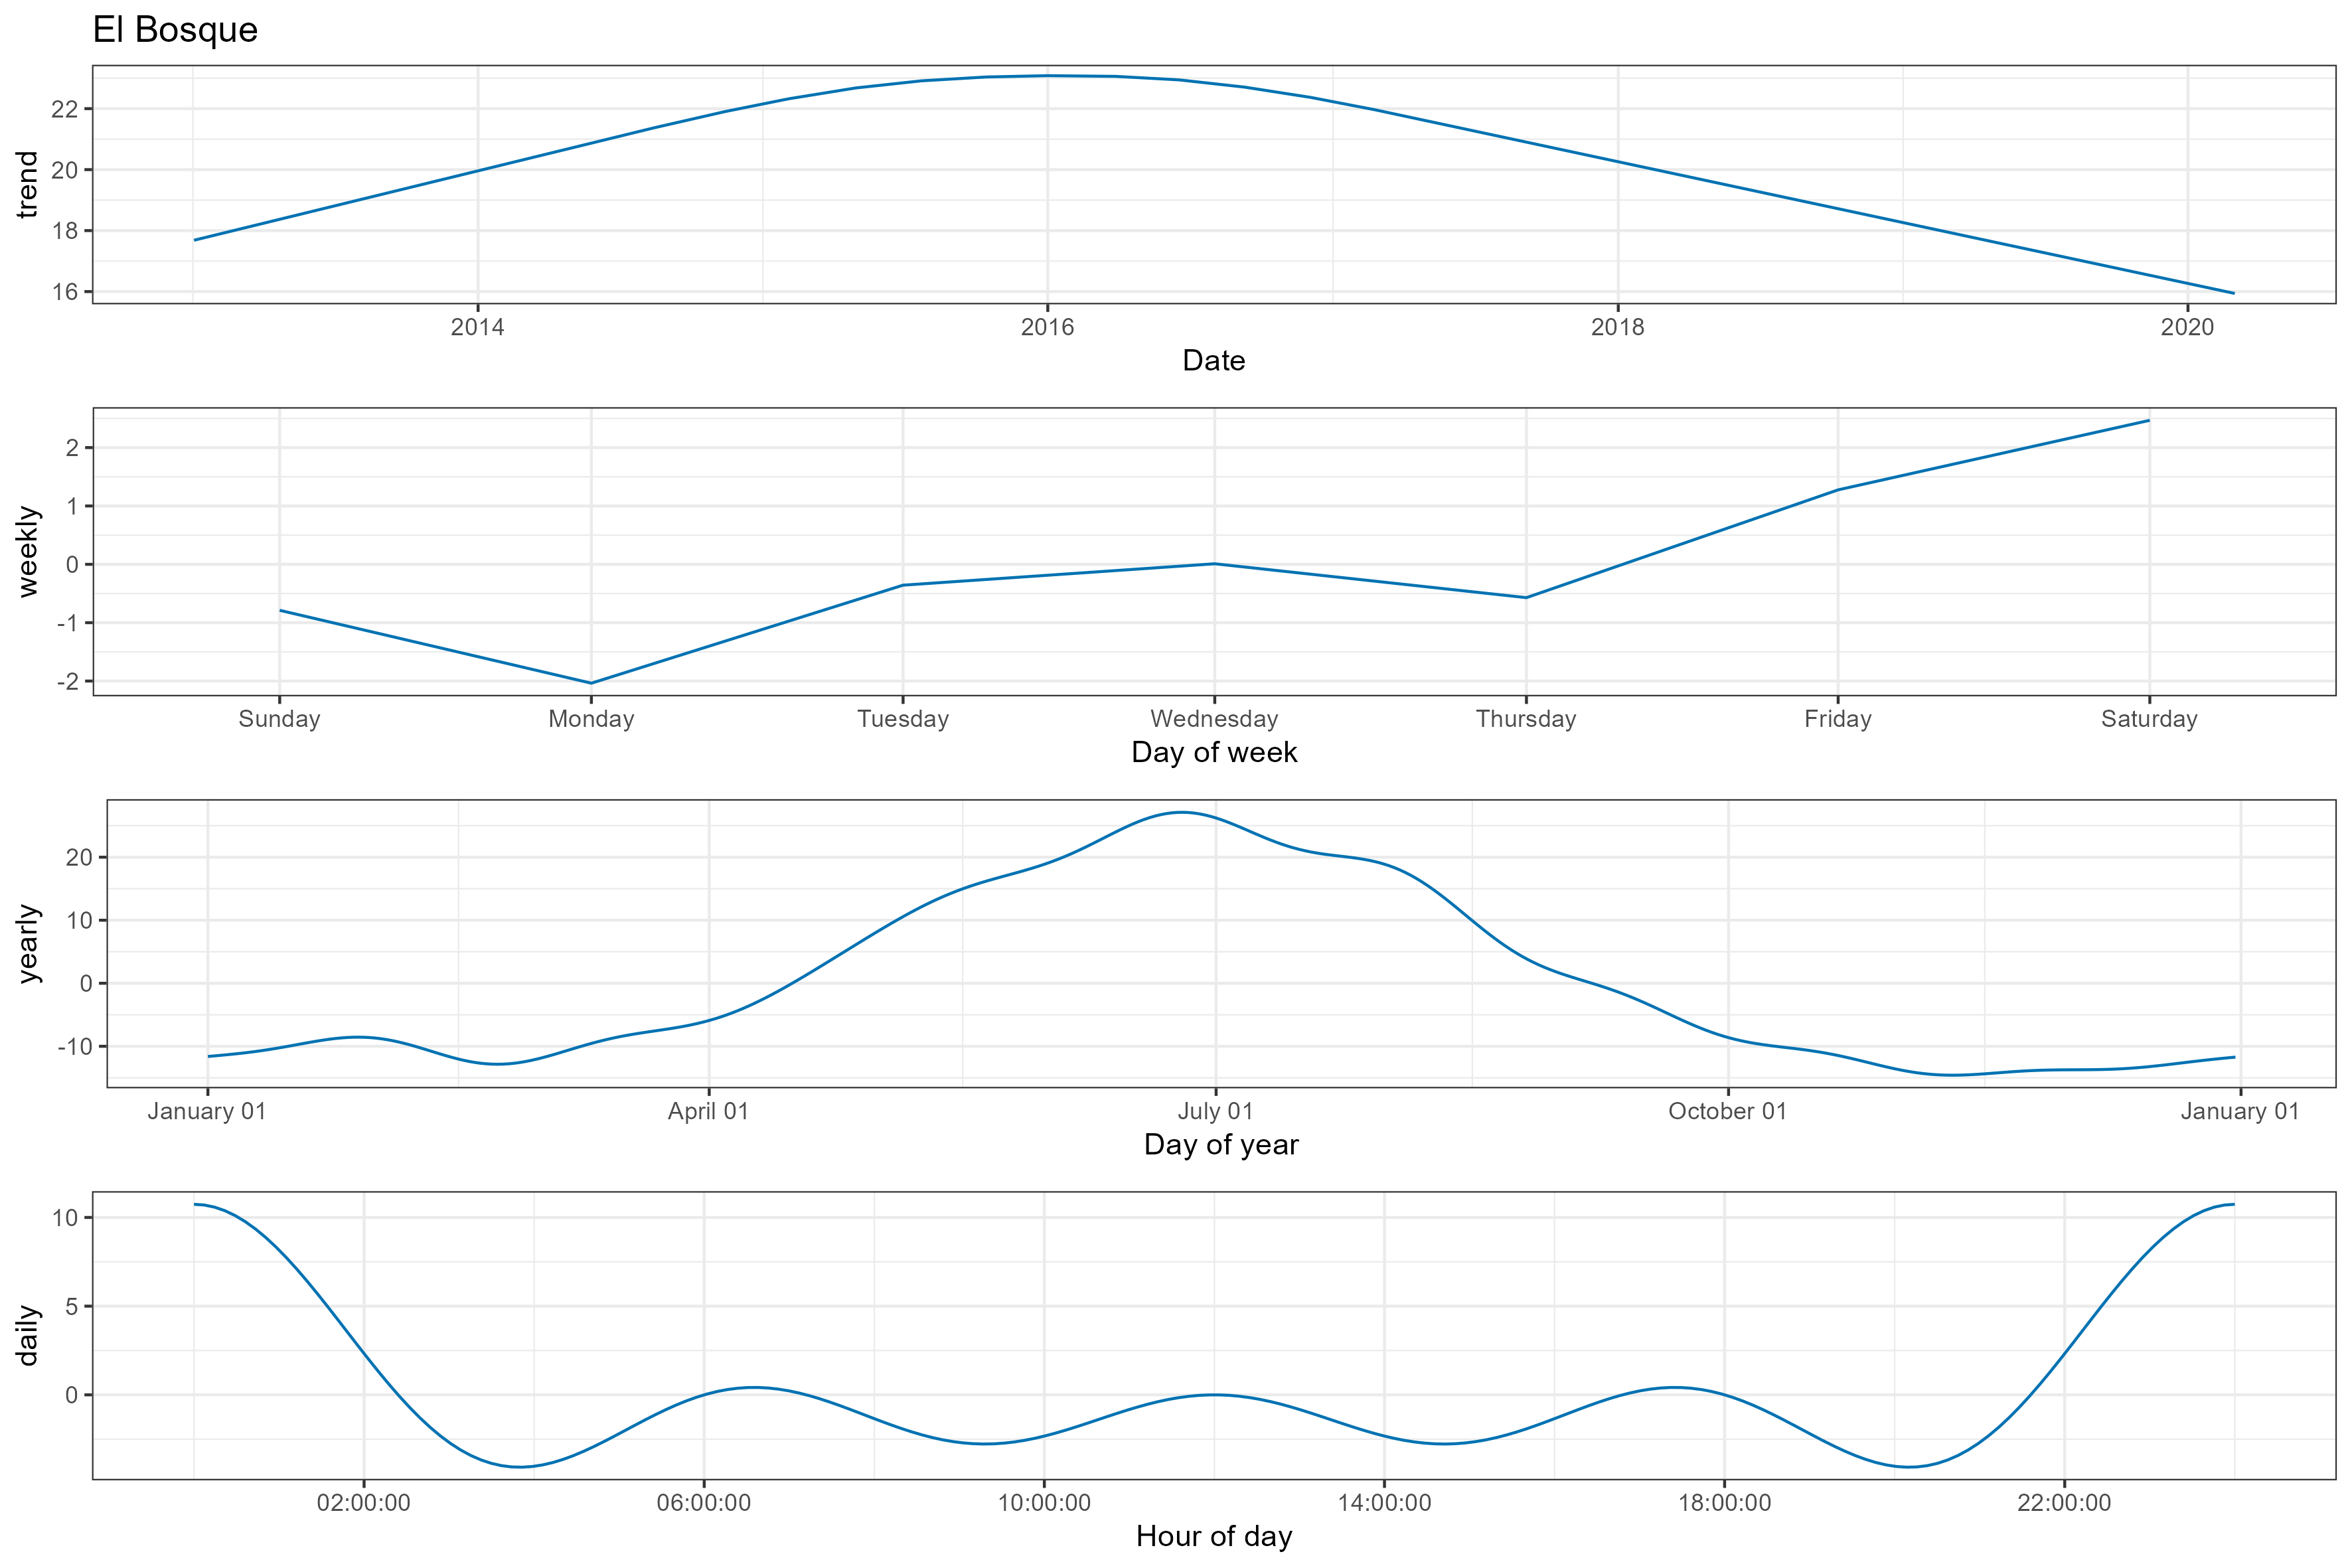 El Bosque
22
20
18
16
trend
2014 2016 2018 2020
Date
2
1
0
-1
-2
weekly
Sunday Monday Tuesday Wednesday Thursday Friday Saturday
Day of week
20
10
0
-10
yearly
January 01 April 01 July 01 October 01 January 01
Day of year
10
5
0
daily
02:00:00 06:00:00 10:00:00 14:00:00 18:00:00 22:00:00
Hour of day